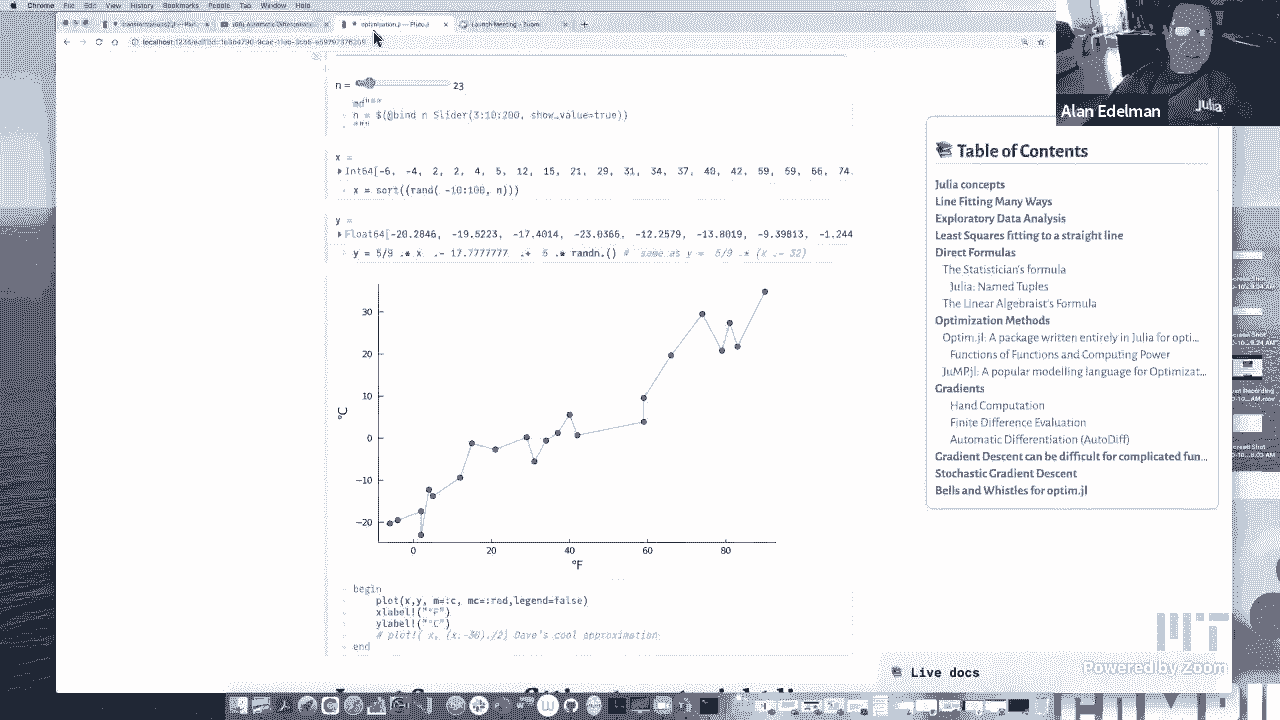 Chrome File Edit View History Bookmarks People Tab Window Help
optimization.jl — Pluto.jl
Launch Meeting - Zoom
n =
23
n = $(@bind n Slider(3:10:200, show_value=true))
x =
Int64[-6, -4, 2, 2, 4, 5, 12, 15, 21, 29, 31, 34, 37, 40, 42, 59, 59, 66, 74
x = sort((rand( -10:100, n)))
y =
Float64[-20.2846, -19.5223, -17.4014, -23.0366, -12.2579, -13.8019, -9.39813, -1.244
y = 5/9 .* x .- 17.7777777 .+ 5 .* randn.() # same as y = 5/9 .* (x .- 32)
30
20
10
0
-10
-20
°C
0 20 40 60 80
°F
begin
plot(x,y, m=:c, mc=:red,legend=false)
xlabel!("°F")
ylabel!("°C")
# plot!( x, (x.-30)./2) Dave's cool approximation
end
Alan Edelman
julia
Table of Contents
Julia concepts
Line Fitting Many Ways
Exploratory Data Analysis
Least Squares fitting to a straight line
Direct Formulas
The Statistician's formula
Julia: Named Tuples
The Linear Algebraist's Formula
Optimization Methods
Optim.jl: A package written entirely in Julia for opti...
Functions of Functions and Computing Power
JuMP.jl: A popular modelling language for Optimizat...
Gradients
Hand Computation
Finite Difference Evaluation
Automatic Differentiation (AutoDiff)
Gradient Descent can be difficult for complicated fun...
Stochastic Gradient Descent
Bells and Whistles for optim.jl
MIT
Powered by Zoom
Live docs